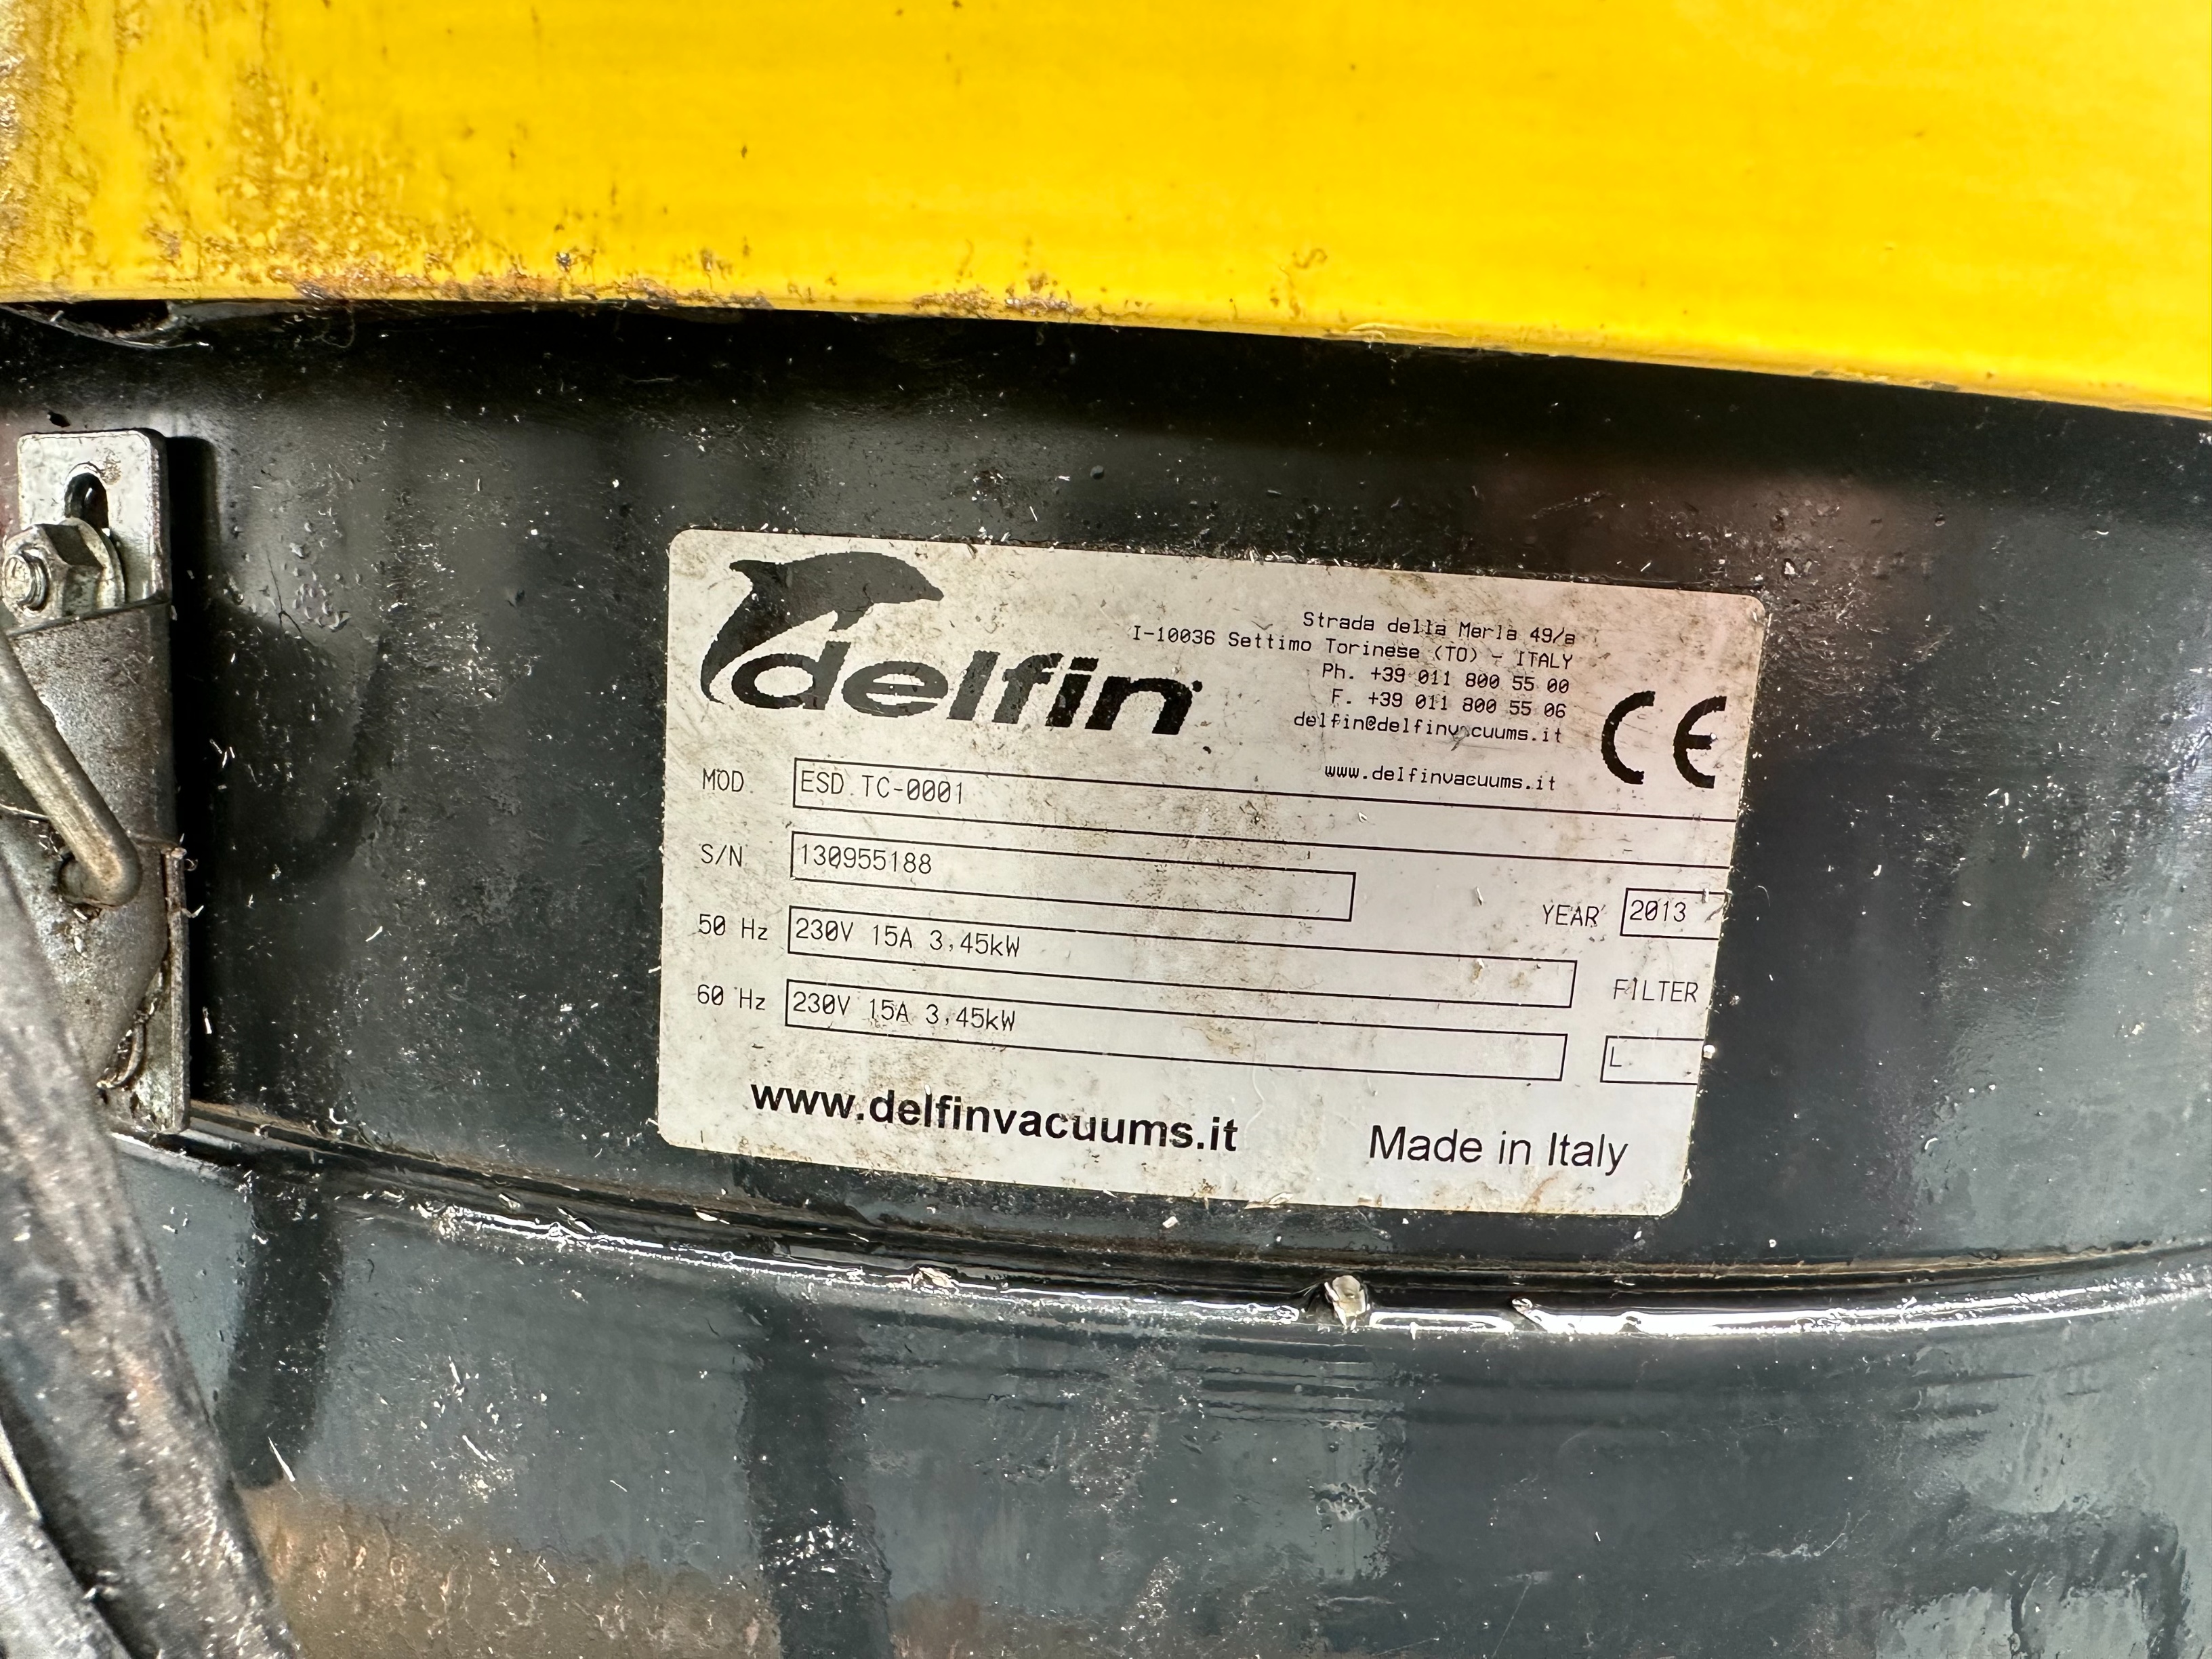 delfin
Strada della Merla 49/a
I-10036 Settimo Torinese (TO) - ITALY
Ph. +39 011 800 55 00
F. +39 011 800 55 06
delfin@delfinvacuums.it
www.delfinvacuums.it
CE
MOD. ESD TC-0001
S/N 130955188
YEAR 2013
50 Hz 230V 15A 3,45kW
FILTER
60 Hz 230V 15A 3,45kW
L
www.delfinvacuums.it
Made in Italy